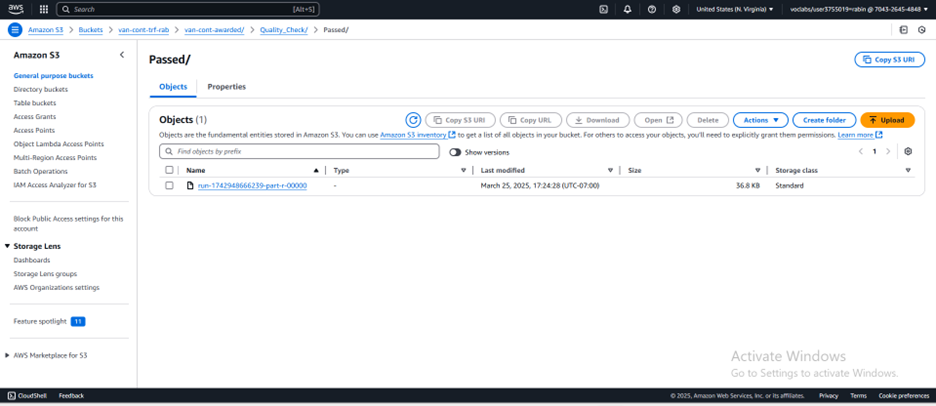 aws
Search [Alt+S] United States (N. Virginia) voclabs/user3755019=rabin @ 7043-2645-4848
Amazon S3 > Buckets > van-cont-trf-rab > van-cont-awarded/ > Quality_Check/ > Passed/
Amazon S3
General purpose buckets
Directory buckets
Table buckets
Access Grants
Access Points
Object Lambda Access Points
Multi-Region Access Points
Batch Operations
IAM Access Analyzer for S3
Block Public Access settings for this
account
Storage Lens
Dashboards
Storage Lens groups
AWS Organizations settings
Feature spotlight 11
AWS Marketplace for S3
Passed/
Copy S3 URI
Objects Properties
Objects (1)
Copy S3 URI Copy URL Download Open Delete Actions Create folder Upload
Objects are the fundamental entities stored in Amazon S3. You can use Amazon S3 inventory to get a list of all objects in your bucket. For others to access your objects, you'll need to explicitly grant them permissions. Learn more
Find objects by prefix Show versions 1
Name Type Last modified Size Storage class
run-1742948666239-part-r-00000 - March 25, 2025, 17:24:28 (UTC-07:00) 36.8 KB Standard
Activate Windows
Go to Settings to activate Windows.
CloudShell Feedback © 2025, Amazon Web Services, Inc. or its affiliates. Privacy Terms Cookie preferences